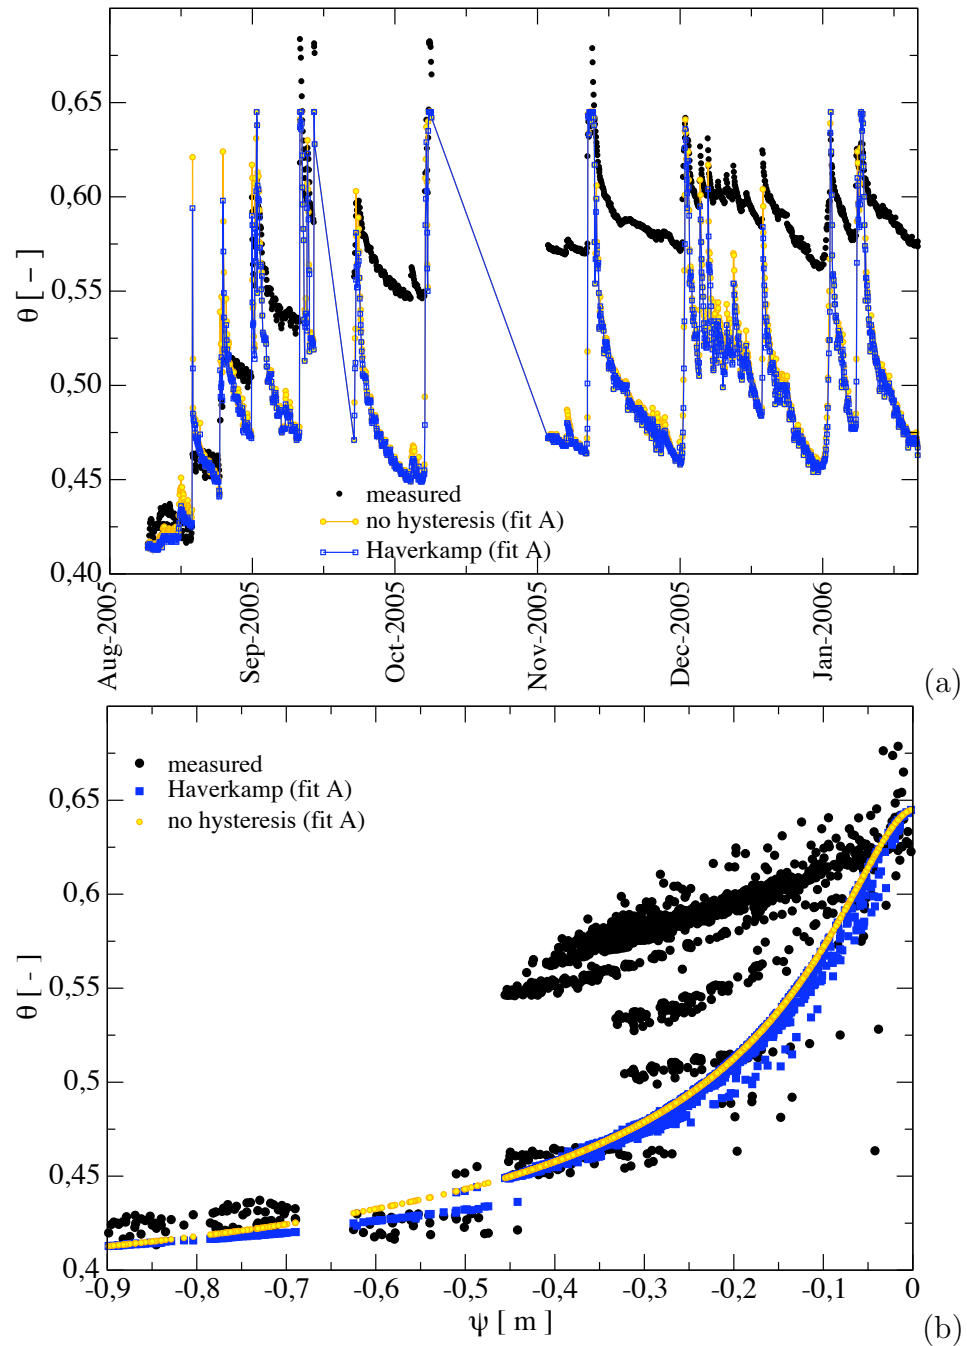 0,65
0,60
0,55
0,50
0,45
0,40
θ [ – ]
measured
no hysteresis (fit A)
Haverkamp (fit A)
Aug-2005
Sep-2005
Oct-2005
Nov-2005
Dec-2005
Jan-2006
(a)
measured
Haverkamp (fit A)
no hysteresis (fit A)
0,65
0,6
0,55
0,5
0,45
0,4
θ [ - ]
-0,9 -0,8 -0,7 -0,6 -0,5 -0,4 -0,3 -0,2 -0,1 0
ψ [ m ]
(b)